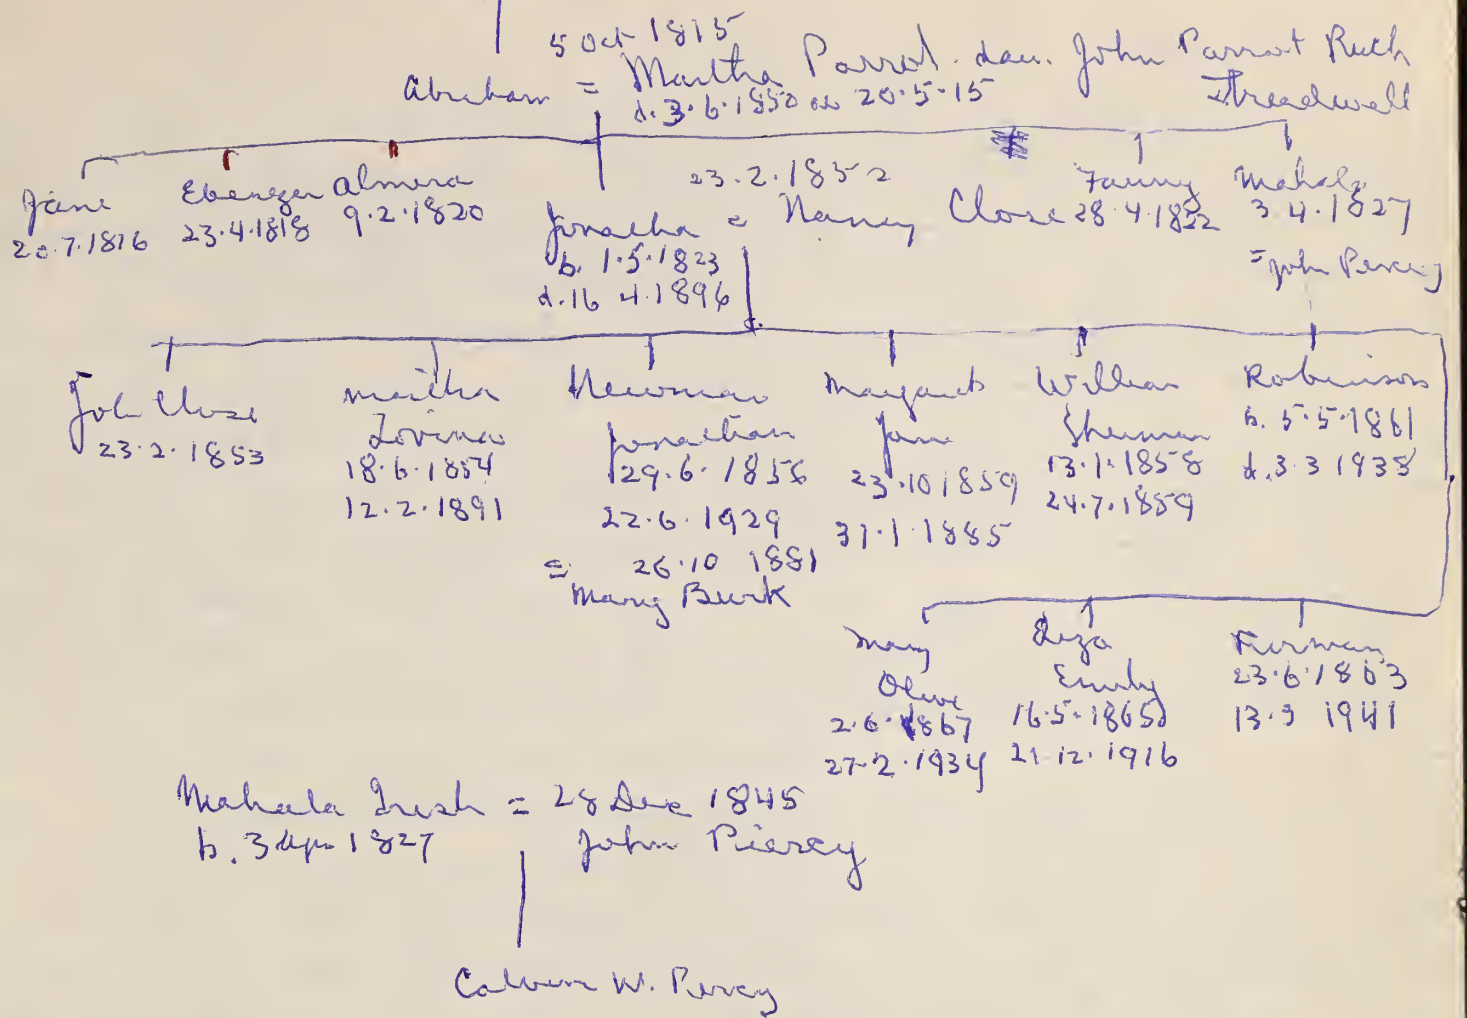 5 Oct 1815
Abraham = Martha Parrot. dau. John Parrot Ruth
d. 3.6.1850 or 20.5.15 Treadwell
23.2.1852
Jane Ebenezer Almira Fanny Mahala
20.7.1816 23.4.1818 9.2.1820 Jonatha = Nancy Close 28.4.1822 3.4.1827
b. 1.5.1823 = John Percy
d. 16 4.1896
John Close Martha Newman Margaret William Robinson
23.2.1853 Lovina Jonathan Jane Sherman b. 5.5.1861
18.6.1854 29.6.1856 23.10 1859 13.1.1858 d. 3.3 1938
12.2.1891 22.6.1929 31.1.1885 24.7.1859
= 26.10 1881
Mary Burk
Mary Liza Furman
Olive Emily 23.6.1863
2.6.1867 16.5.1865 13.9 1941
27.2.1934 21.12.1916
Mahala Irish = 28 Dec 1845
b. 3 Apr 1827 John Piercy
Calvin W. Percy